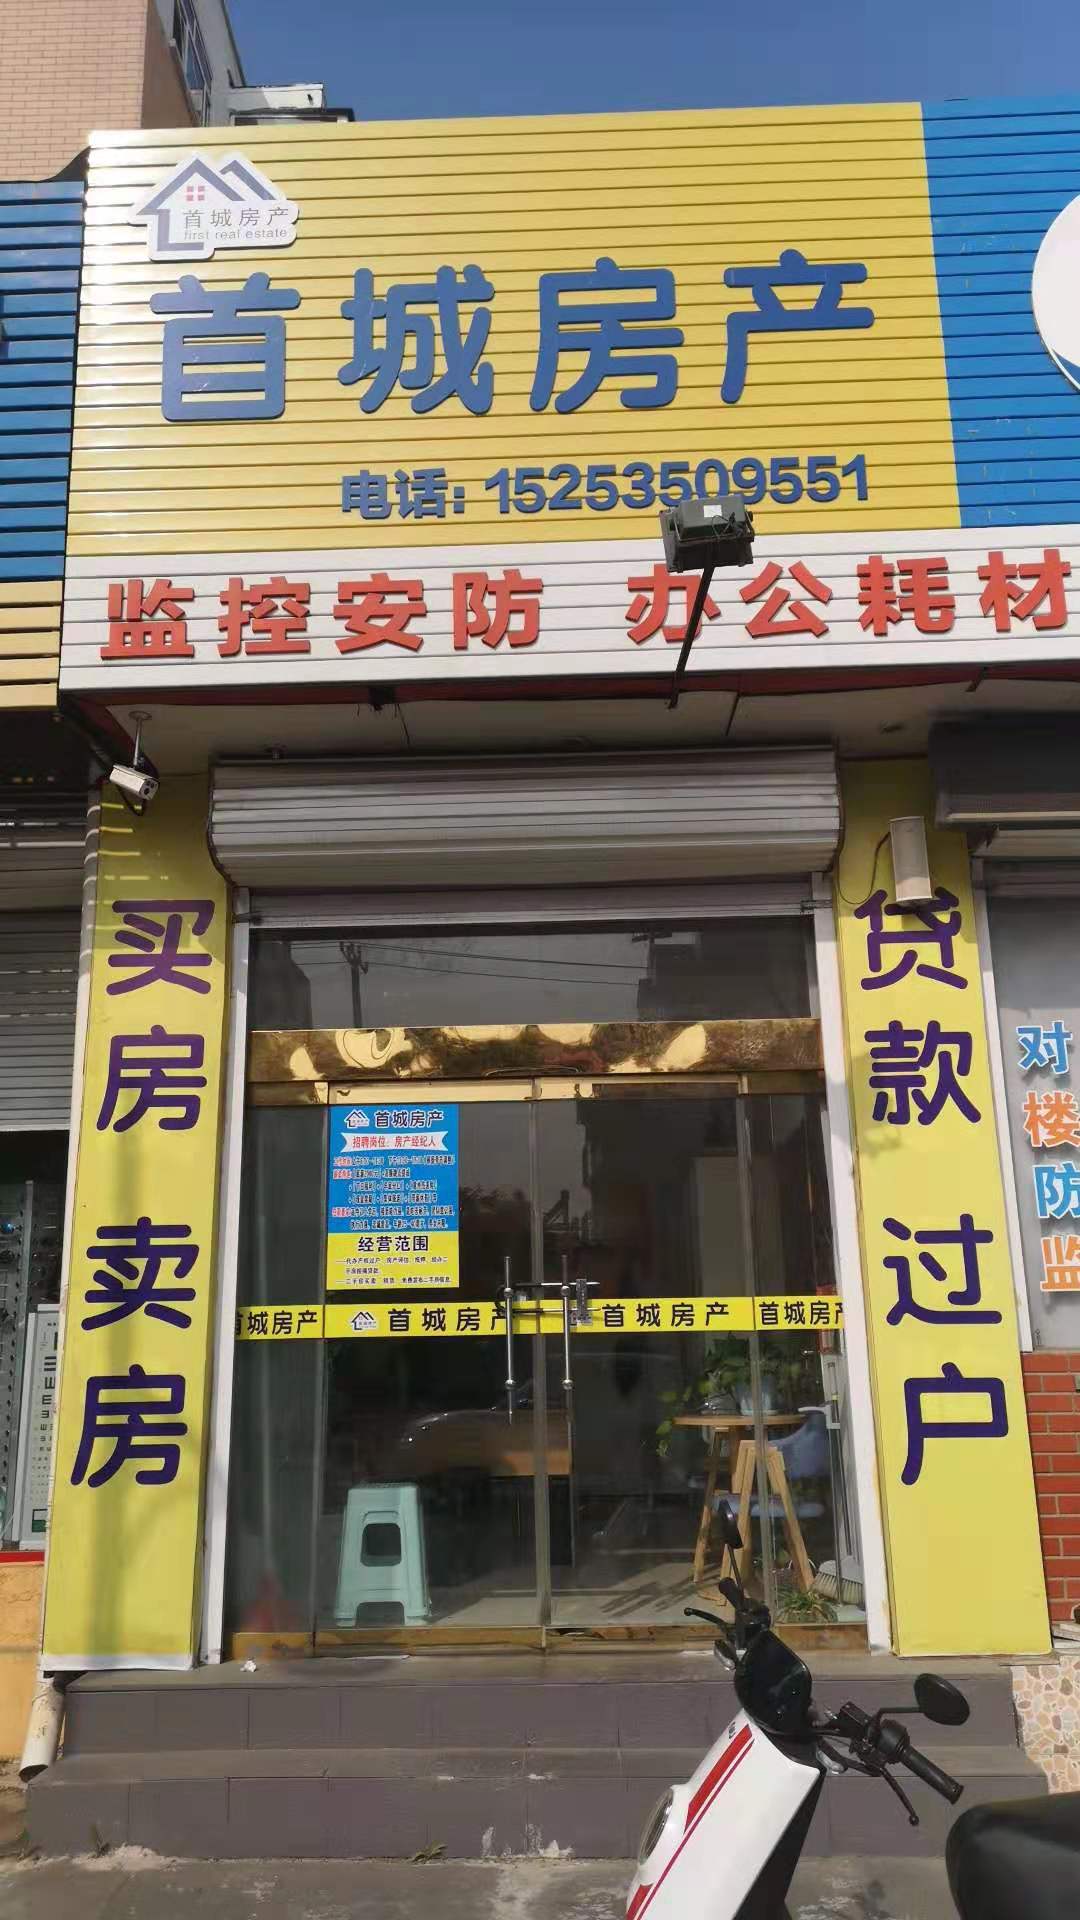 首城房产
first real estate
首城房产
电话:15253509551
监控安防 办公耗材
买房 卖房
贷款 过户
首城房产
招聘岗位：房产经纪人
经营范围
首城房产
首城房产
首城房产
首城房产
对
楼
防
监